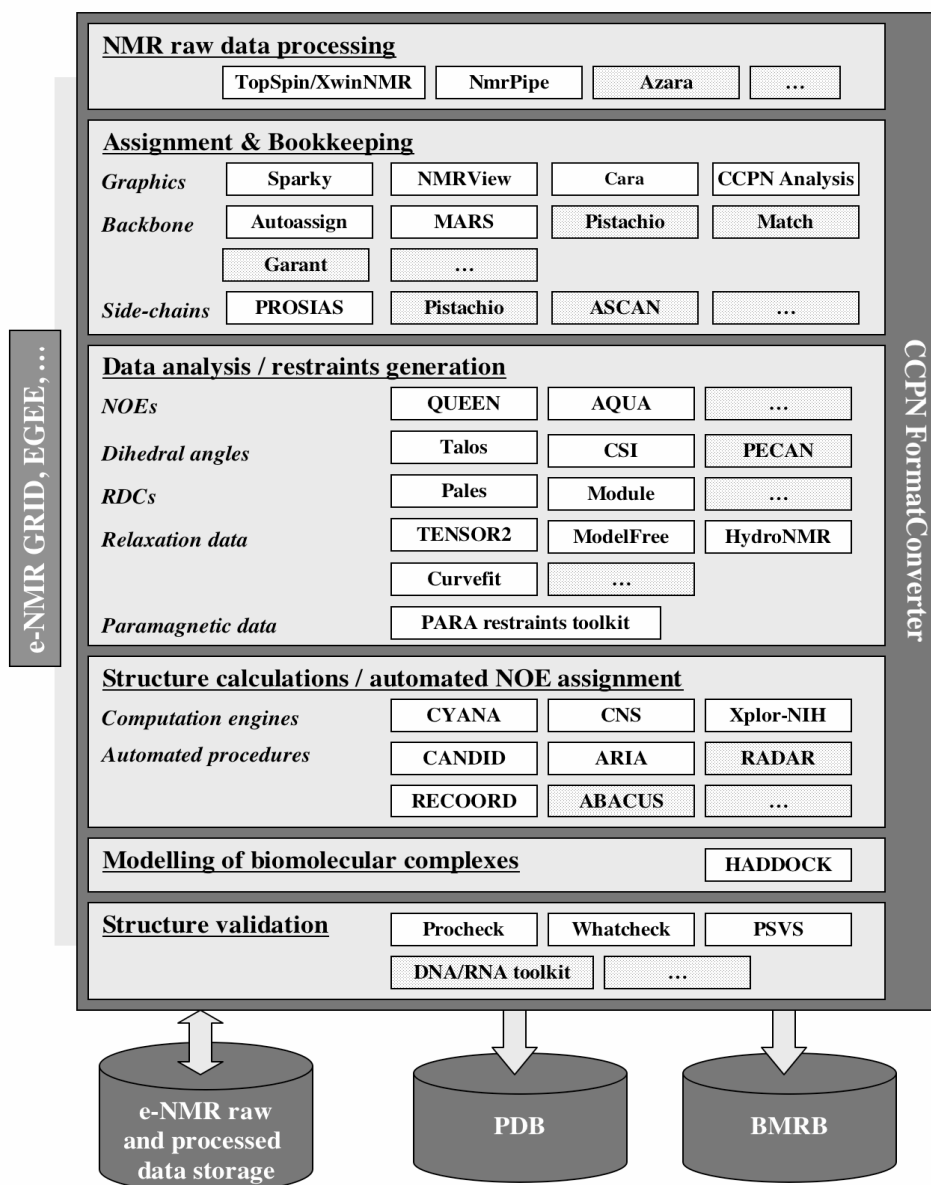 NMR raw data processing
TopSpin/XwinNMR NmrPipe Azara …
Assignment & Bookkeeping
Graphics Sparky NMRView Cara CCPN Analysis
Backbone Autoassign MARS Pistachio Match
Garant …
Side-chains PROSIAS Pistachio ASCAN …
Data analysis / restraints generation
NOEs QUEEN AQUA …
Dihedral angles Talos CSI PECAN
RDCs Pales Module …
Relaxation data TENSOR2 ModelFree HydroNMR
Curvefit …
Paramagnetic data PARA restraints toolkit
Structure calculations / automated NOE assignment
Computation engines CYANA CNS Xplor-NIH
Automated procedures CANDID ARIA RADAR
RECOORD ABACUS …
Modelling of biomolecular complexes HADDOCK
Structure validation Procheck Whatcheck PSVS
DNA/RNA toolkit …
e-NMR GRID, EGEE, …
CCPN FormatConverter
e-NMR raw
and processed
data storage
PDB
BMRB